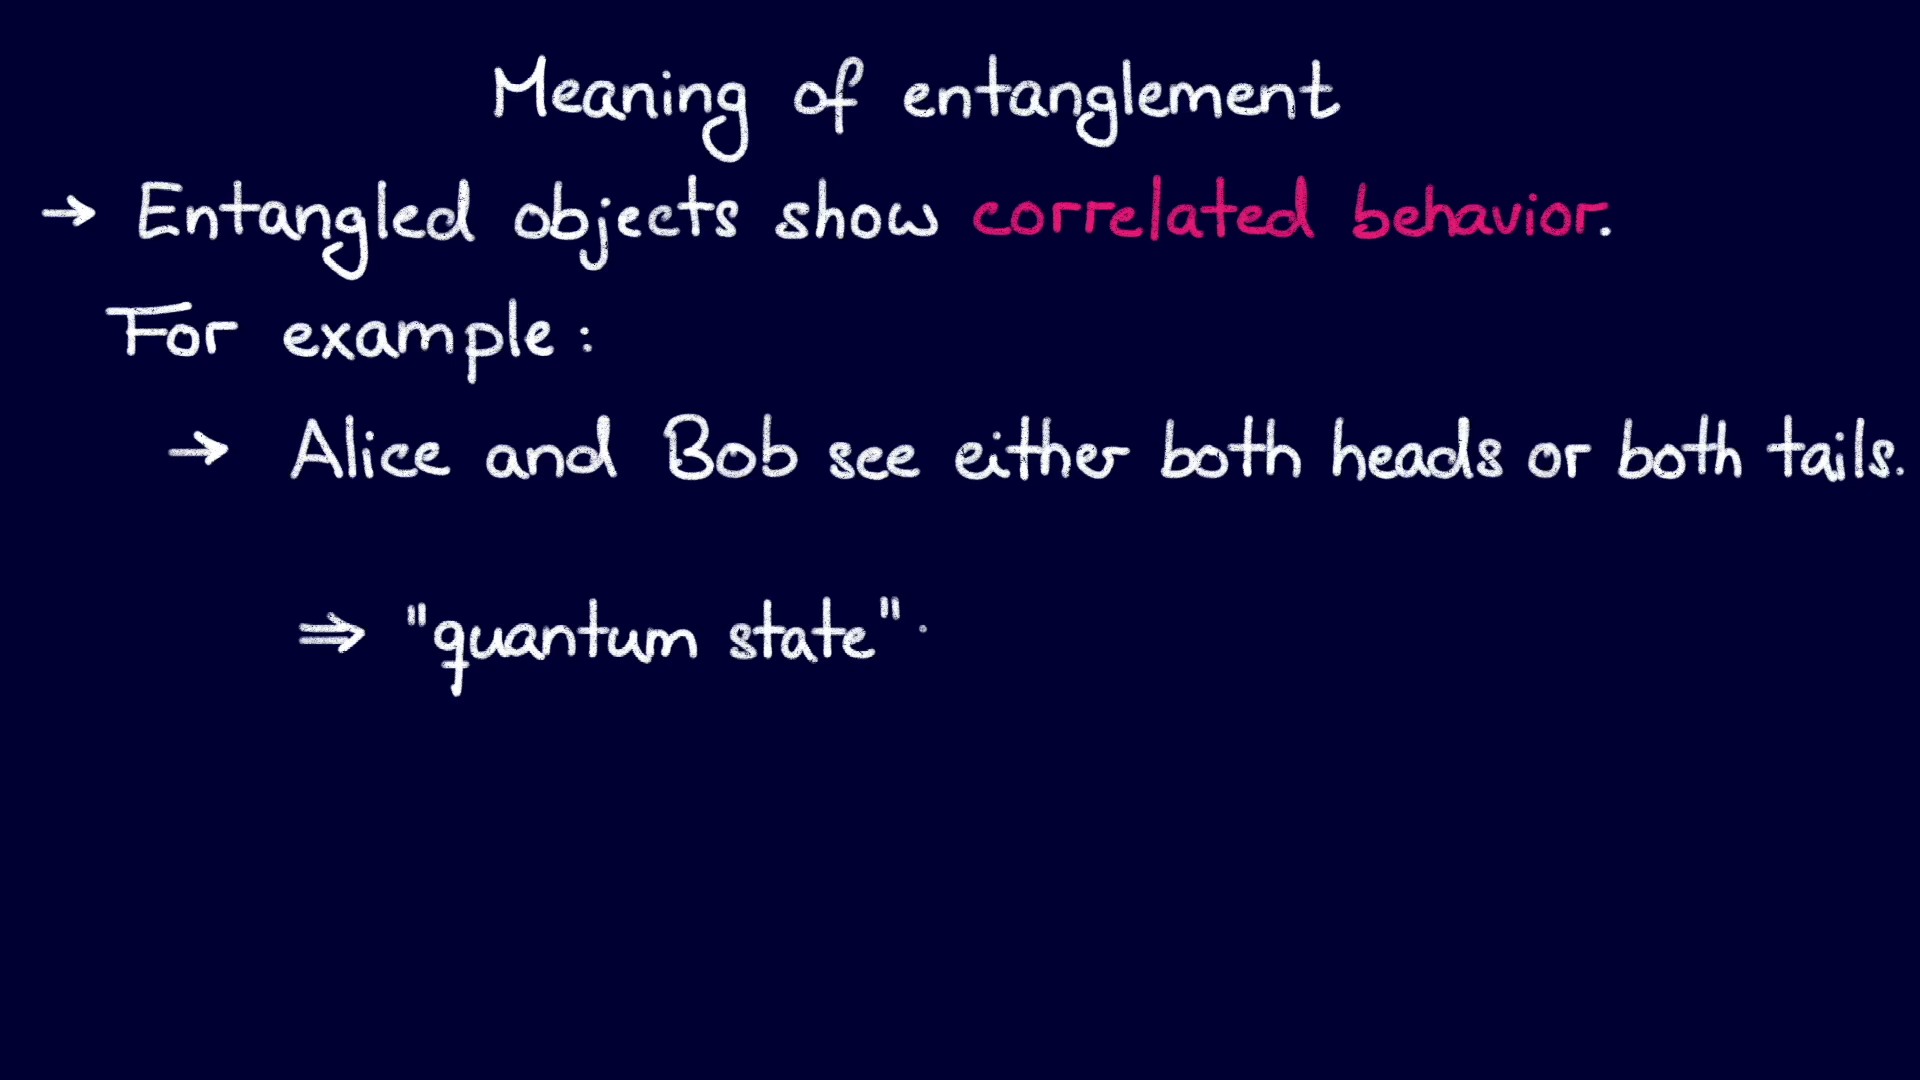 Meaning of entanglement
→ Entangled objects show correlated behavior.
For example:
→ Alice and Bob see either both heads or both tails.
⇒ "quantum state"